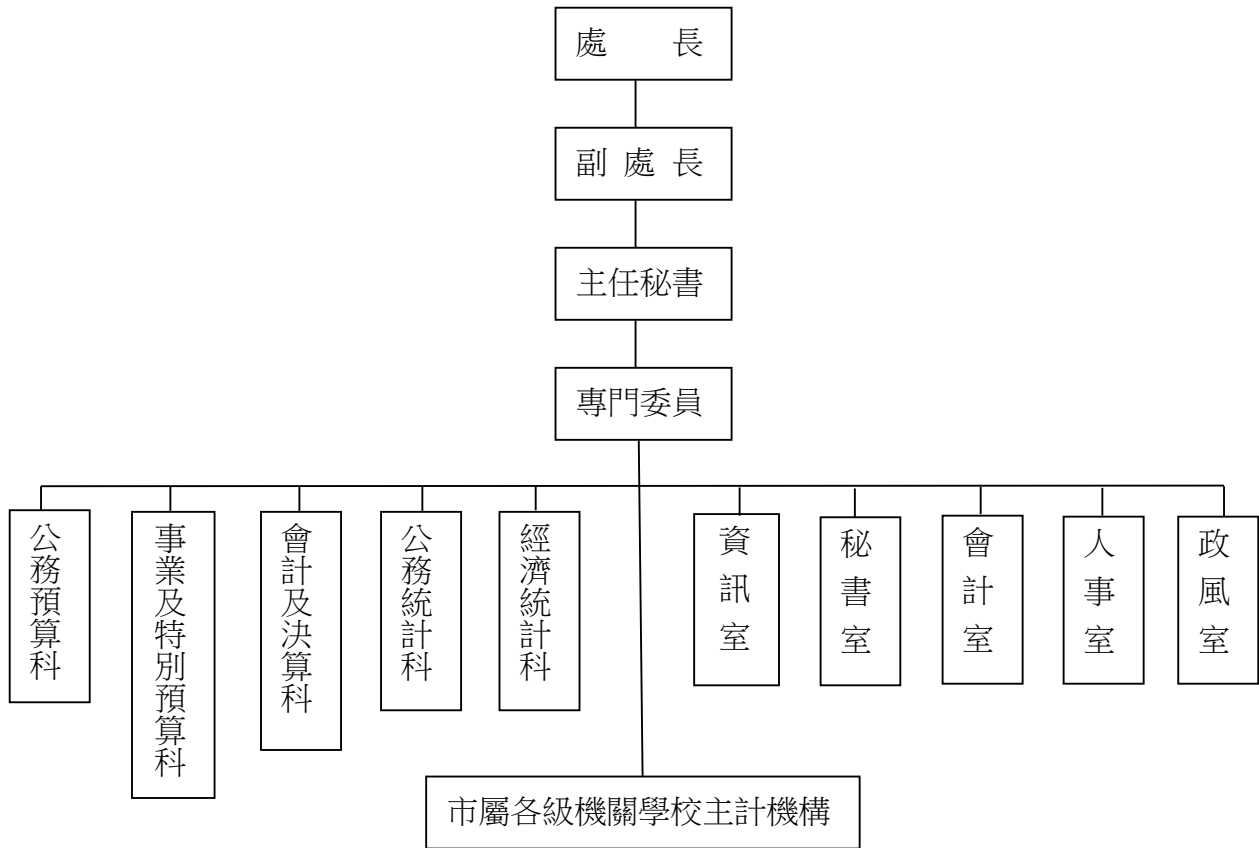 處　　長
副 處 長
主任秘書
專門委員
公務預算科
事業及特別預算科
會計及決算科
公務統計科
經濟統計科
資訊室
秘書室
會計室
人事室
政風室
市屬各級機關學校主計機構